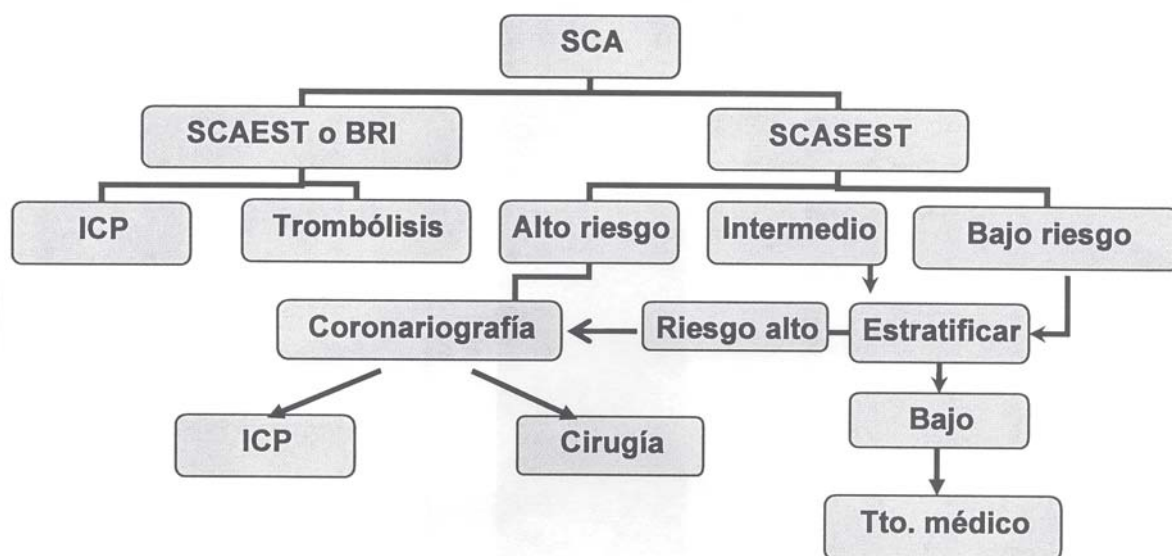 SCA
SCAEST o BRI
SCASEST
ICP
Trombólisis
Alto riesgo
Intermedio
Bajo riesgo
Coronariografía
Riesgo alto
Estratificar
ICP
Cirugía
Bajo
Tto. médico